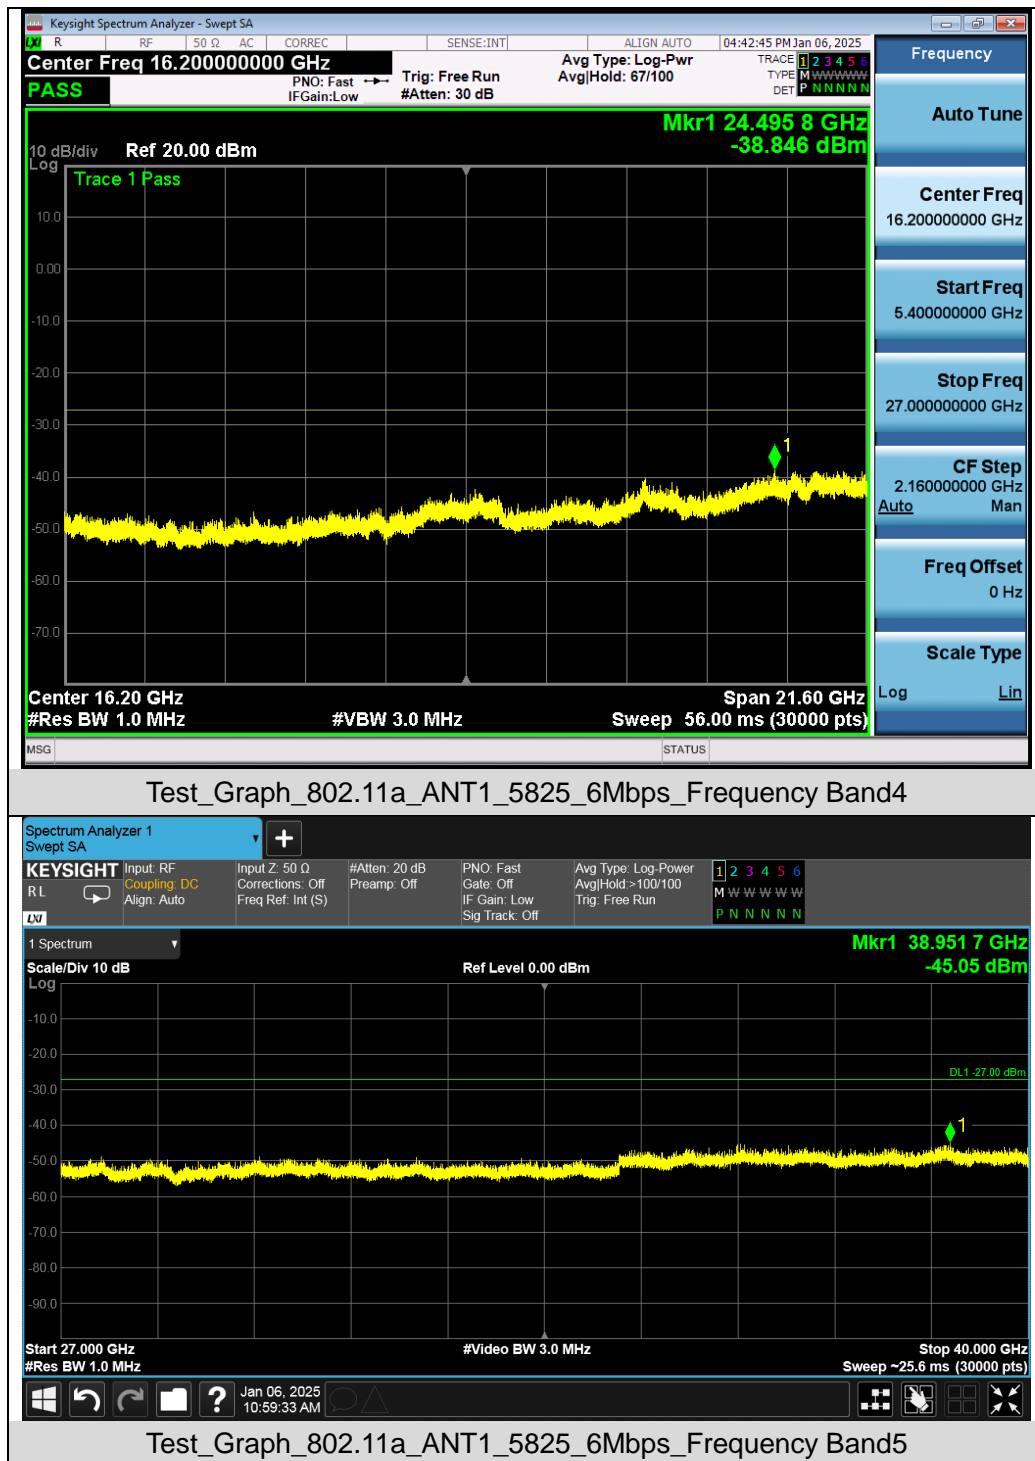 Keysight Spectrum Analyzer - Swept SA
LXI R RF 50 Ω AC CORREC SENSE:INT ALIGN AUTO 04:42:45 PM Jan 06, 2025
Center Freq 16.200000000 GHz
PASS
PNO: Fast
IFGain:Low
Trig: Free Run
#Atten: 30 dB
Avg Type: Log-Pwr
Avg|Hold: 67/100
TRACE 1 2 3 4 5 6
TYPE M WWWWW
DET P N N N N N
Mkr1 24.495 8 GHz
-38.846 dBm
10 dB/div
Log
Ref 20.00 dBm
Trace 1 Pass
10.0
0.00
-10.0
-20.0
-30.0
-40.0
-50.0
-60.0
-70.0
1
Center 16.20 GHz
#Res BW 1.0 MHz
#VBW 3.0 MHz
Span 21.60 GHz
Sweep 56.00 ms (30000 pts)
MSG
STATUS
Frequency
Auto Tune
Center Freq
16.200000000 GHz
Start Freq
5.400000000 GHz
Stop Freq
27.000000000 GHz
CF Step
2.160000000 GHz
Auto Man
Freq Offset
0 Hz
Scale Type
Log Lin
Test_Graph_802.11a_ANT1_5825_6Mbps_Frequency Band4
Spectrum Analyzer 1
Swept SA
KEYSIGHT
RL
LXI
Input: RF
Coupling: DC
Align: Auto
Input Z: 50 Ω
Corrections: Off
Freq Ref: Int (S)
#Atten: 20 dB
Preamp: Off
PNO: Fast
Gate: Off
IF Gain: Low
Sig Track: Off
Avg Type: Log-Power
Avg|Hold:>100/100
Trig: Free Run
1 2 3 4 5 6
M W W W W W
P N N N N N
1 Spectrum
Scale/Div 10 dB
Log
Ref Level 0.00 dBm
Mkr1 38.951 7 GHz
-45.05 dBm
-10.0
-20.0
-30.0
-40.0
-50.0
-60.0
-70.0
-80.0
-90.0
DL1 -27.00 dBm
1
Start 27.000 GHz
#Res BW 1.0 MHz
#Video BW 3.0 MHz
Stop 40.000 GHz
Sweep ~25.6 ms (30000 pts)
?
Jan 06, 2025
10:59:33 AM
Test_Graph_802.11a_ANT1_5825_6Mbps_Frequency Band5